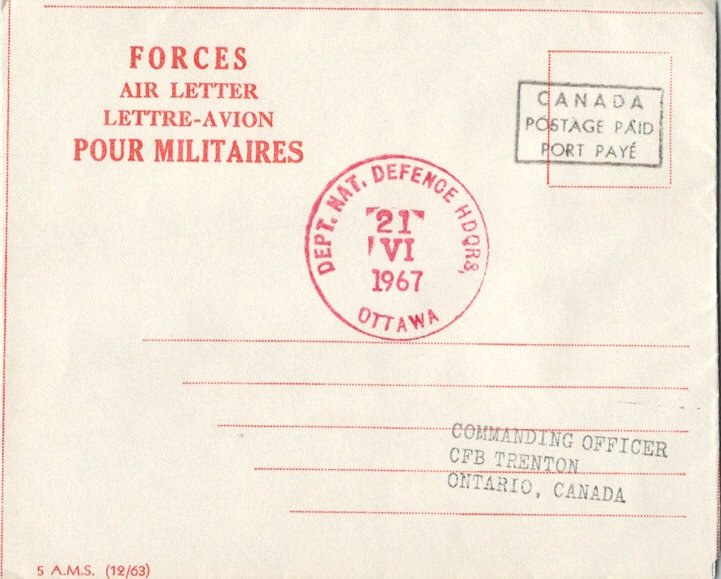 FORCES
AIR LETTER
LETTRE-AVION
POUR MILITAIRES
CANADA
POSTAGE PAID
PORT PAYÉ
DEPT. NAT. DEFENCE HDQRS,
21
VI
1967
OTTAWA
COMMANDING OFFICER
CFB TRENTON
ONTARIO, CANADA
5 A.M.S. (12/63)